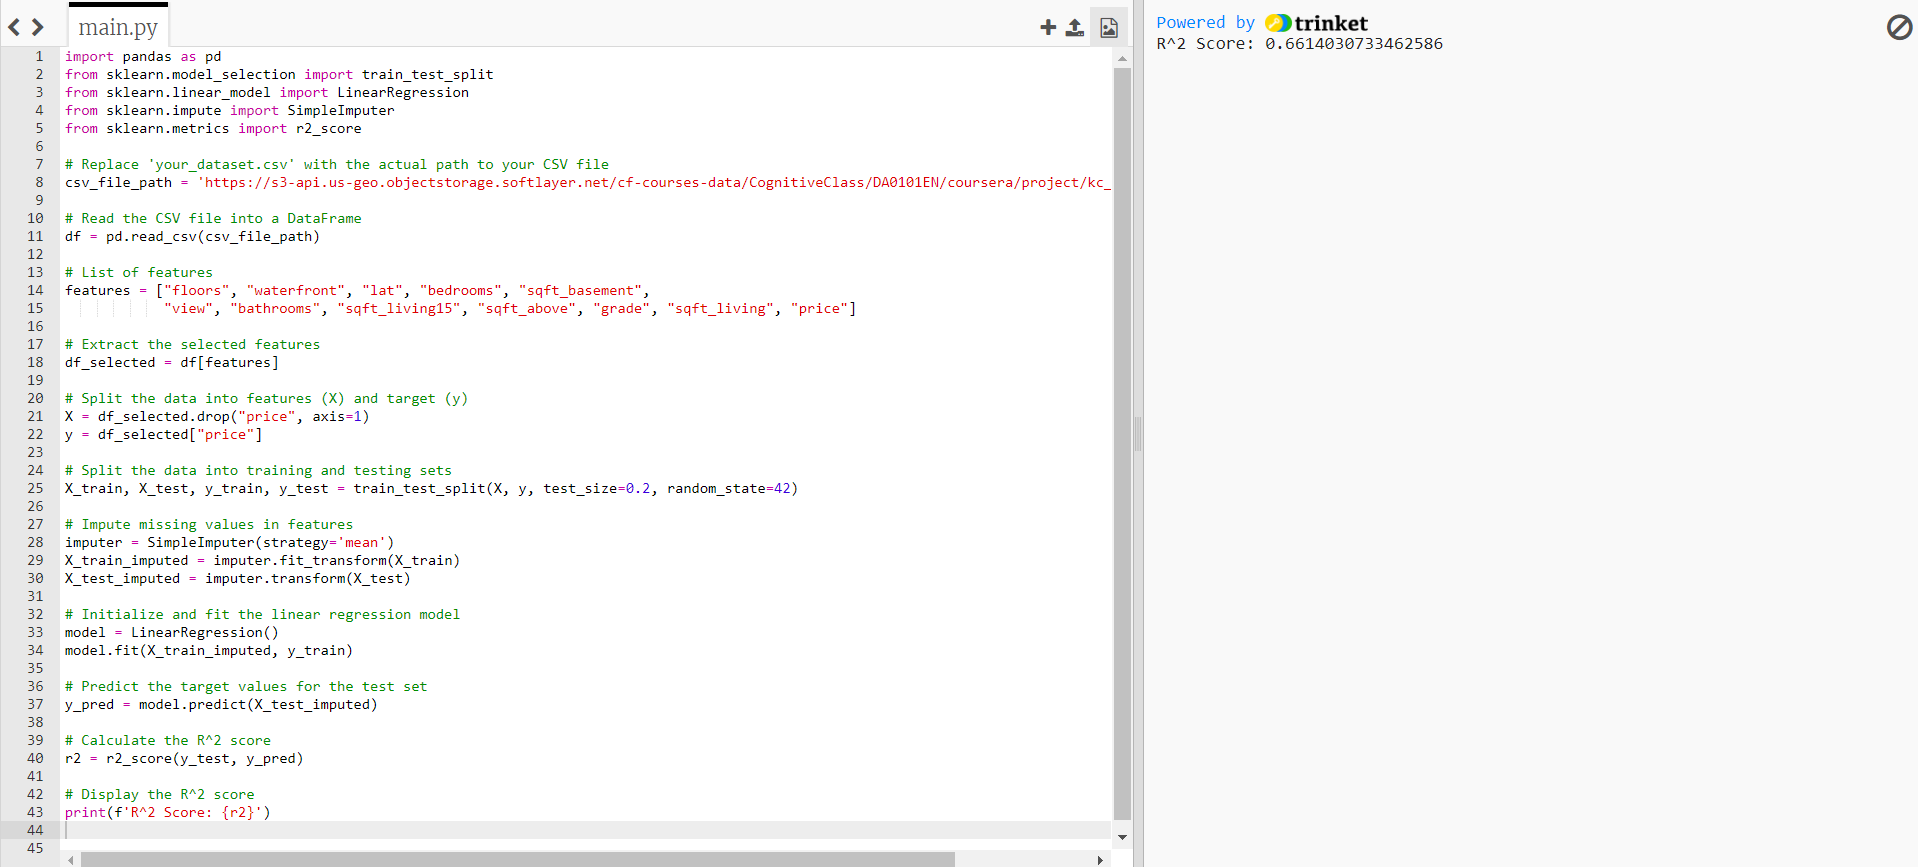 main.py
1 import pandas as pd
2 from sklearn.model_selection import train_test_split
3 from sklearn.linear_model import LinearRegression
4 from sklearn.impute import SimpleImputer
5 from sklearn.metrics import r2_score
6
7 # Replace 'your_dataset.csv' with the actual path to your CSV file
8 csv_file_path = 'https://s3-api.us-geo.objectstorage.softlayer.net/cf-courses-data/CognitiveClass/DA0101EN/coursera/project/kc_
9
10 # Read the CSV file into a DataFrame
11 df = pd.read_csv(csv_file_path)
12
13 # List of features
14 features = ["floors", "waterfront", "lat", "bedrooms", "sqft_basement",
15 "view", "bathrooms", "sqft_living15", "sqft_above", "grade", "sqft_living", "price"]
16
17 # Extract the selected features
18 df_selected = df[features]
19
20 # Split the data into features (X) and target (y)
21 X = df_selected.drop("price", axis=1)
22 y = df_selected["price"]
23
24 # Split the data into training and testing sets
25 X_train, X_test, y_train, y_test = train_test_split(X, y, test_size=0.2, random_state=42)
26
27 # Impute missing values in features
28 imputer = SimpleImputer(strategy='mean')
29 X_train_imputed = imputer.fit_transform(X_train)
30 X_test_imputed = imputer.transform(X_test)
31
32 # Initialize and fit the linear regression model
33 model = LinearRegression()
34 model.fit(X_train_imputed, y_train)
35
36 # Predict the target values for the test set
37 y_pred = model.predict(X_test_imputed)
38
39 # Calculate the R^2 score
40 r2 = r2_score(y_test, y_pred)
41
42 # Display the R^2 score
43 print(f'R^2 Score: {r2}')
44
45
Powered by trinket
R^2 Score: 0.6614030733462586